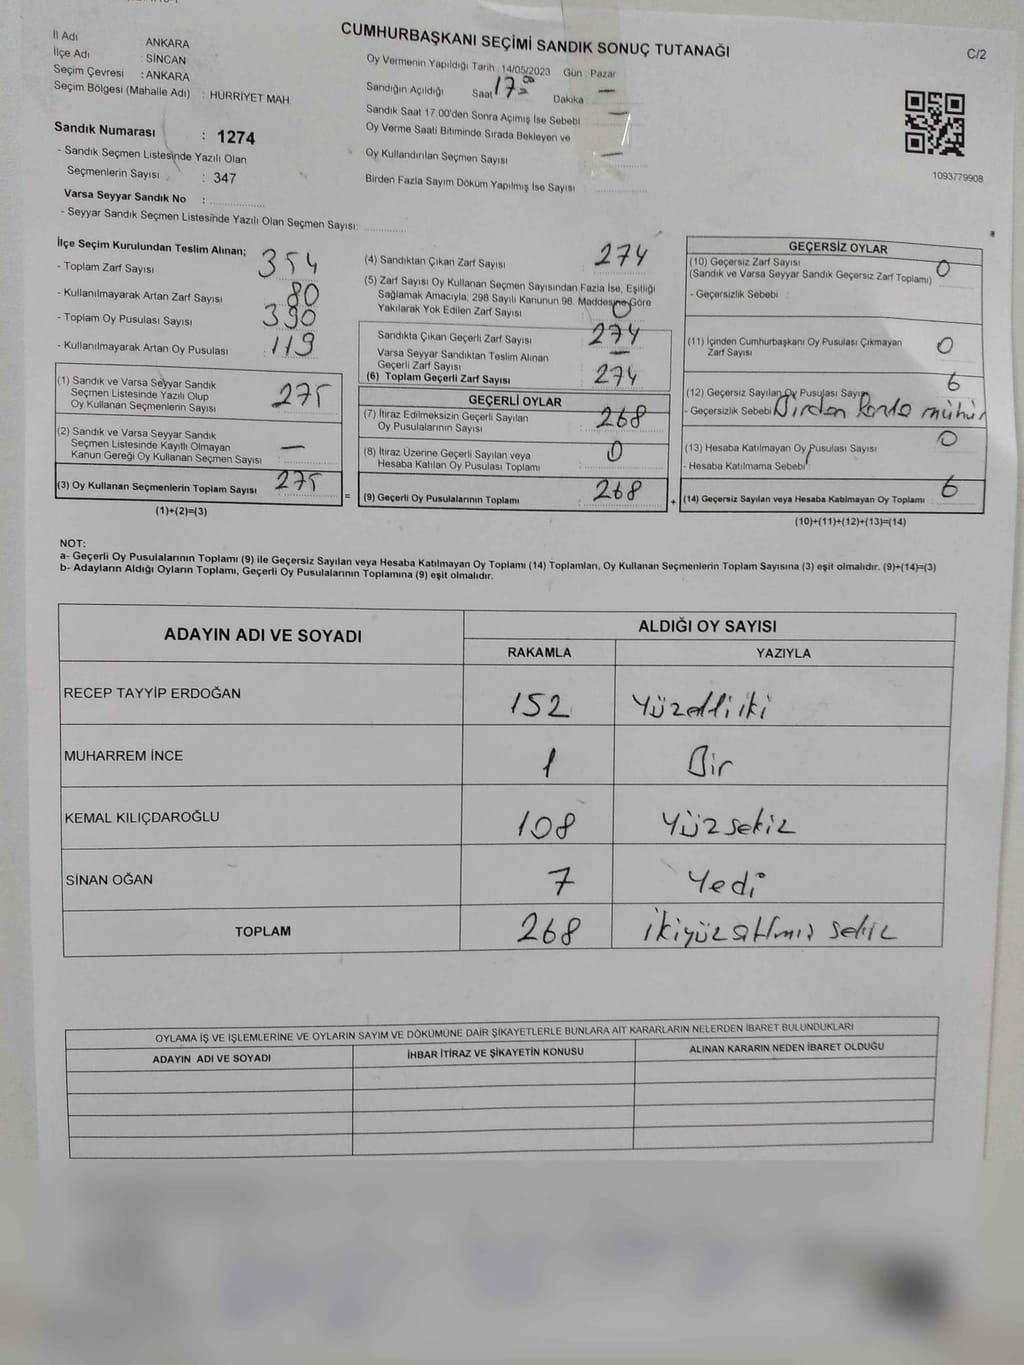 CUMHURBAŞKANI SEÇİMİ SANDIK SONUÇ TUTANAĞI
C/2
İl Adı ANKARA
İlçe Adı : SİNCAN
Seçim Çevresi : ANKARA
Seçim Bölgesi (Mahalle Adı) : HÜRRİYET MAH
Sandık Numarası : 1274
- Sandık Seçmen Listesinde Yazılı Olan
Seçmenlerin Sayısı : 347
Varsa Seyyar Sandık No :
- Seyyar Sandık Seçmen Listesinde Yazılı Olan Seçmen Sayısı:
Oy Vermenin Yapıldığı Tarih : 14/05/2023 Gün : Pazar
Sandığın Açıldığı Saat 17 00 Dakika —
Sandık Saat 17:00'den Sonra Açımış İse Sebebi —
Oy Verme Saati Bitiminde Sırada Bekleyen ve
Oy Kullandırılan Seçmen Sayısı —
Birden Fazla Sayım Döküm Yapılmış İse Sayısı
1093779908
İlçe Seçim Kurulundan Teslim Alınan;
- Toplam Zarf Sayısı 354
- Kullanılmayarak Artan Zarf Sayısı 80
- Toplam Oy Pusulası Sayısı 390
- Kullanılmayarak Artan Oy Pusulası 119
(1) Sandık ve Varsa Seyyar Sandık
Seçmen Listesinde Yazılı Olup
Oy Kullanan Seçmenlerin Sayısı 275
(2) Sandık ve Varsa Seyyar Sandık
Seçmen Listesinde Kayıtlı Olmayan
Kanun Gereği Oy Kullanan Seçmen Sayısı —
(3) Oy Kullanan Seçmenlerin Toplam Sayısı 275
(1)+(2)=(3)
=
(4) Sandıktan Çıkan Zarf Sayısı 274
(5) Zarf Sayısı Oy Kullanan Seçmen Sayısından Fazla İse, Eşitliği
Sağlamak Amacıyla; 298 Sayılı Kanunun 98. Maddesine Göre
Yakılarak Yok Edilen Zarf Sayısı 0
Sandıkta Çıkan Geçerli Zarf Sayısı 274
Varsa Seyyar Sandıktan Teslim Alınan
Geçerli Zarf Sayısı —
(6) Toplam Geçerli Zarf Sayısı 274
GEÇERLİ OYLAR
(7) İtiraz Edilmeksizin Geçerli Sayılan
Oy Pusulalarının Sayısı 268
(8) İtiraz Üzerine Geçerli Sayılan veya
Hesaba Katılan Oy Pusulası Toplamı 0
(9) Geçerli Oy Pusulalarının Toplamı 268
+
GEÇERSİZ OYLAR
(10) Geçersiz Zarf Sayısı 0
(Sandık ve Varsa Seyyar Sandık Geçersiz Zarf Toplamı)
- Geçersizlik Sebebi :
(11) İçinden Cumhurbaşkanı Oy Pusulası Çıkmayan
Zarf Sayısı 0
(12) Geçersiz Sayılan Oy Pusulası Sayısı 6
- Geçersizlik Sebebi Birden mühür
(13) Hesaba Katılmayan Oy Pusulası Sayısı 0
- Hesaba Katılmama Sebebi
(14) Geçersiz Sayılan veya Hesaba Katılmayan Oy Toplamı 6
(10)+(11)+(12)+(13)=(14)
NOT:
a- Geçerli Oy Pusulalarının Toplamı (9) ile Geçersiz Sayılan veya Hesaba Katılmayan Oy Toplamı (14) Toplamları, Oy Kullanan Seçmenlerin Toplam Sayısına (3) eşit olmalıdır. (9)+(14)=(3)
b- Adayların Aldığı Oyların Toplamı, Geçerli Oy Pusulalarının Toplamına (9) eşit olmalıdır.
ADAYIN ADI VE SOYADI ALDIĞI OY SAYISI
RAKAMLA YAZIYLA
RECEP TAYYİP ERDOĞAN 152 Yüzelliiki
MUHARREM İNCE 1 Bir
KEMAL KILIÇDAROĞLU 108 Yüzsekiz
SİNAN OĞAN 7 Yedi
TOPLAM 268 ikiyüzaltmış sekiz
OYLAMA İŞ VE İŞLEMLERİNE VE OYLARIN SAYIM VE DÖKÜMÜNE DAİR ŞİKAYETLERLE BUNLARA AİT KARARLARIN NELERDEN İBARET BULUNDUKLARI
ADAYIN ADI VE SOYADI İHBAR İTİRAZ VE ŞİKAYETİN KONUSU ALINAN KARARIN NEDEN İBARET OLDUĞU